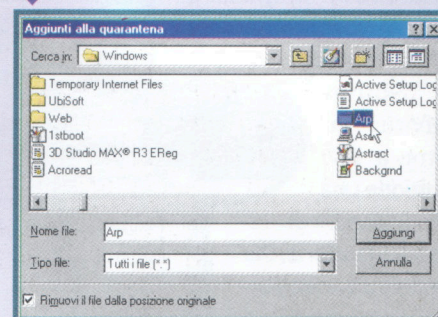 Aggiunti alla quarantena
Cerca in: Windows
Temporary Internet Files
UbiSoft
Web
1stboot
3D Studio MAX® R3 EReg
Acroread
Active Setup Log
Active Setup Log
Arp
Astract
Backgrnd
Nome file: Arp
Aggiungi
Tipo file: Tutti i file (*.*)
Annulla
Rimuovi il file dalla posizione originale